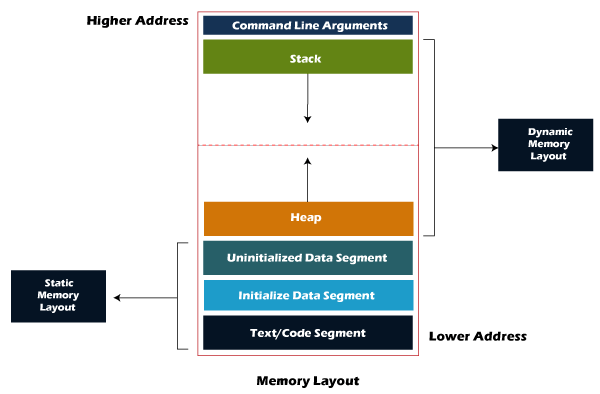 Higher Address
Command Line Arguments
Stack
Dynamic
Memory
Layout
Heap
Uninitialized Data Segment
Static
Memory
Layout
Initialize Data Segment
Text/Code Segment
Lower Address
Memory Layout